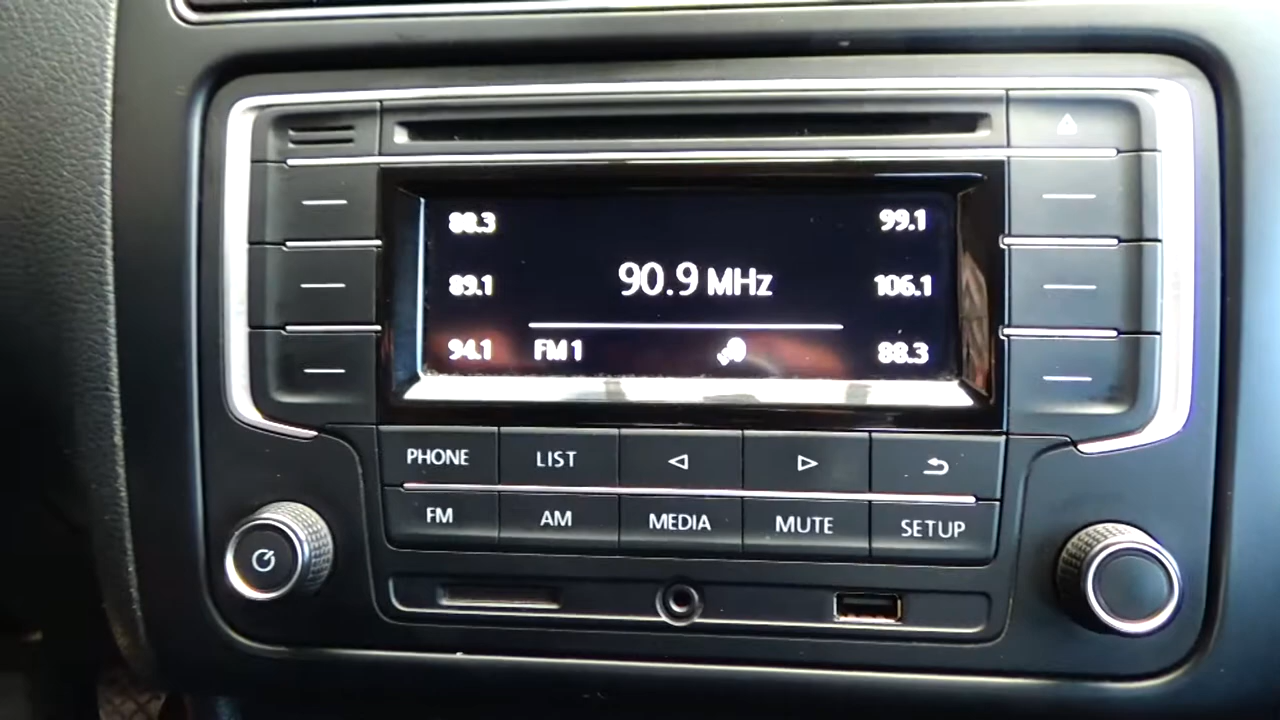 88.3 99.1
89.1 90.9 MHz 106.1
94.1 FM 1 88.3
PHONE LIST
FM AM MEDIA MUTE SETUP